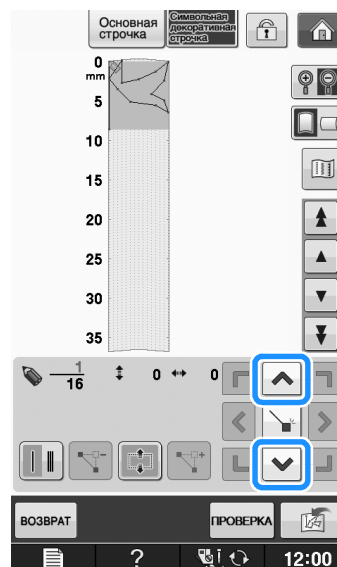 Основная
строчка
Символьная
декоративная
строчка
0
mm
5
10
15
20
25
30
35
1
16
0
0
ВОЗВРАТ
ПРОВЕРКА
?
12:00